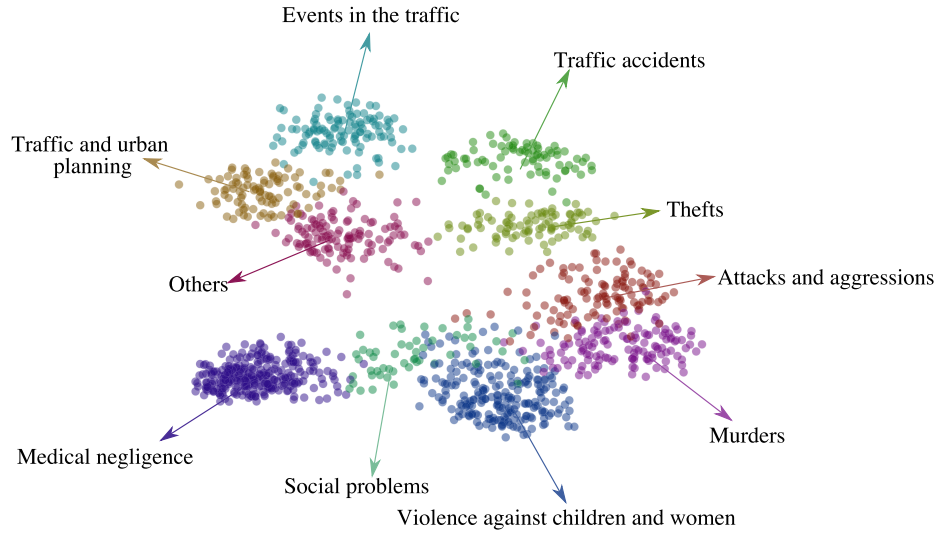 Events in the traffic
Traffic accidents
Traffic and urban
planning
Thefts
Attacks and aggressions
Others
Murders
Medical negligence
Social problems
Violence against children and women